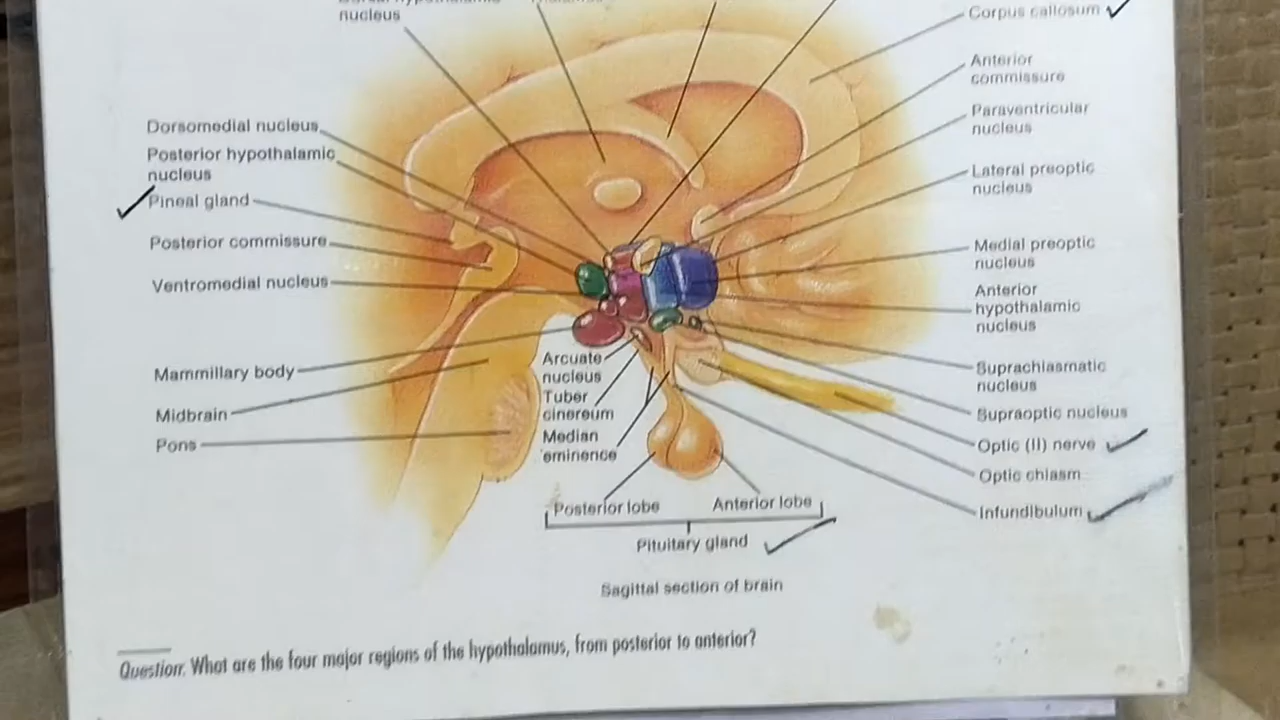 nucleus
Corpus callosum
Anterior
commissure
Paraventricular
nucleus
Lateral preoptic
nucleus
Medial preoptic
nucleus
Anterior
hypothalamic
nucleus
Suprachiasmatic
nucleus
Supraoptic nucleus
Optic (II) nerve
Optic chiasm
Infundibulum
Dorsomedial nucleus
Posterior hypothalamic
nucleus
Pineal gland
Posterior commissure
Ventromedial nucleus
Mammillary body
Midbrain
Pons
Arcuate
nucleus
Tuber
cinereum
Median
eminence
Posterior lobe
Anterior lobe
Pituitary gland
Sagittal section of brain
Question: What are the four major regions of the hypothalamus, from posterior to anterior?